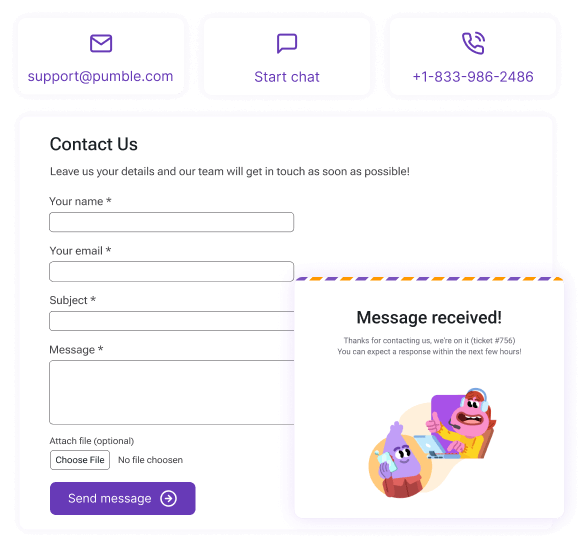 support@pumble.com
Start chat
+1-833-986-2486
Contact Us
Leave us your details and our team will get in touch as soon as possible!
Your name *
Your email *
Subject *
Message *
Attach file (optional)
Choose File No file choosen
Send message
Message received!
Thanks for contacting us, we're on it (ticket #756)
You can expect a response within the next few hours!